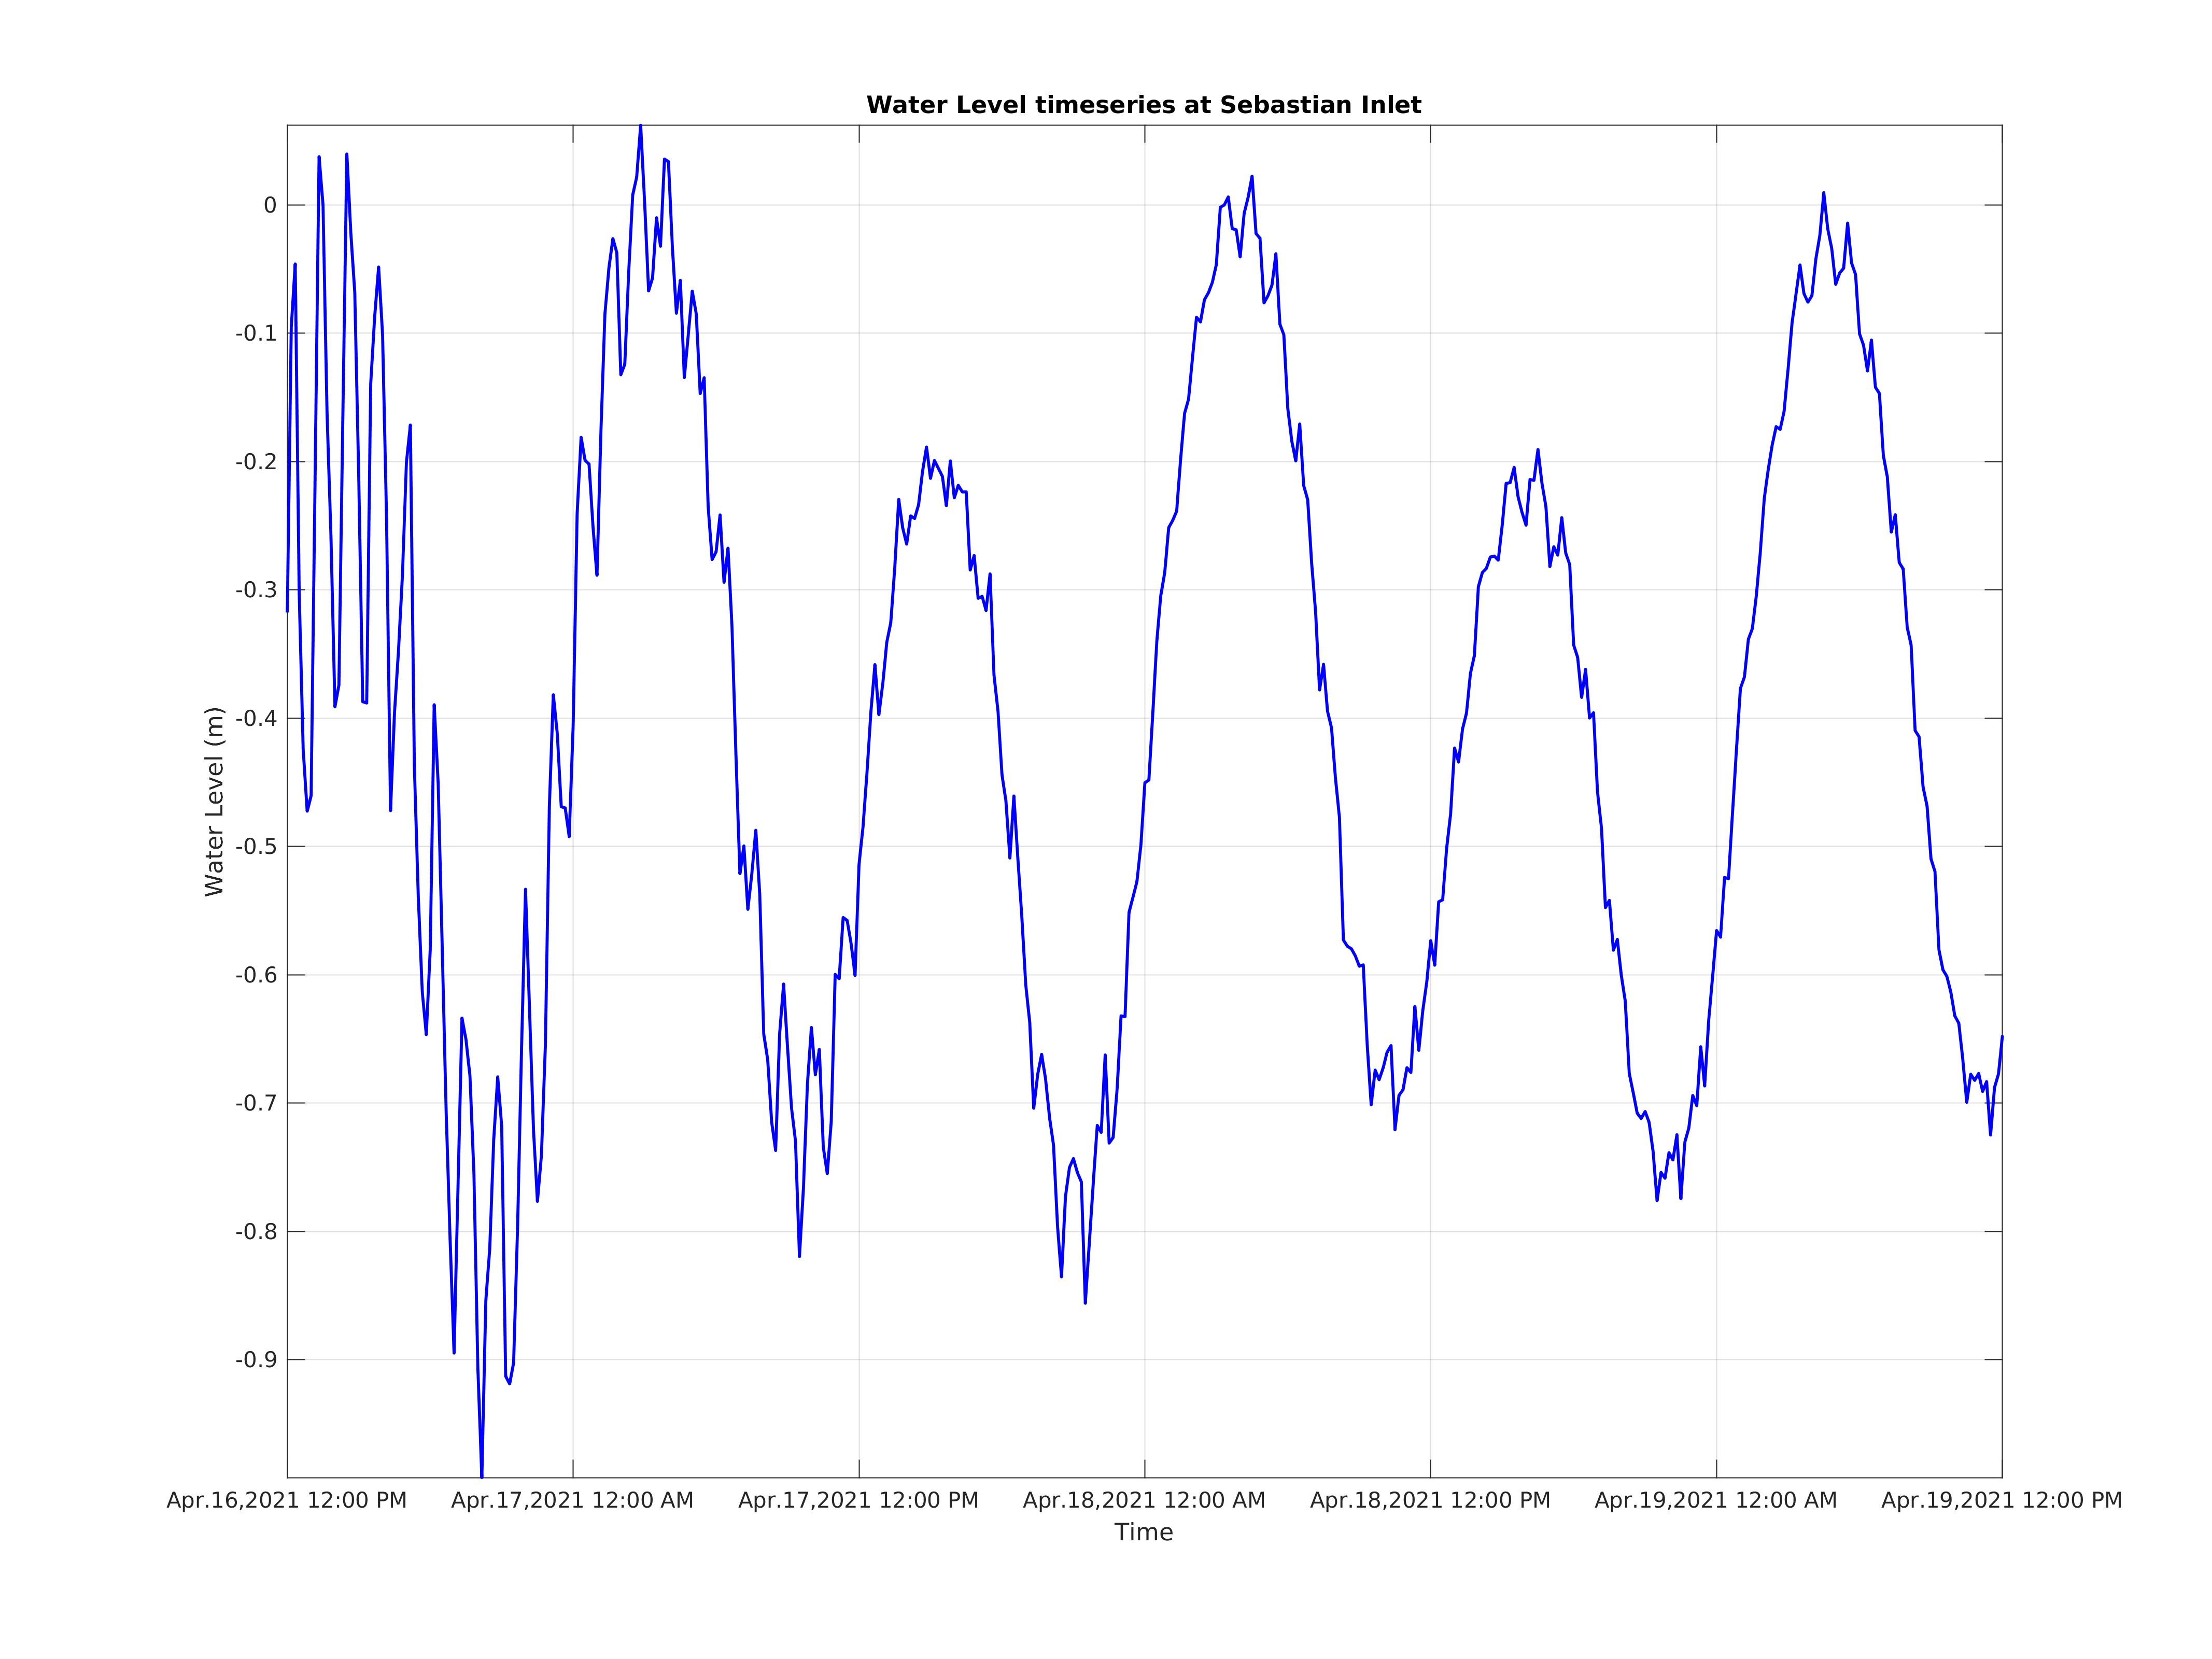 Water Level timeseries at Sebastian Inlet
0
-0.1
-0.2
-0.3
-0.4
-0.5
-0.6
-0.7
-0.8
-0.9
Water Level (m)
Apr.16,2021 12:00 PM
Apr.17,2021 12:00 AM
Apr.17,2021 12:00 PM
Apr.18,2021 12:00 AM
Apr.18,2021 12:00 PM
Apr.19,2021 12:00 AM
Apr.19,2021 12:00 PM
Time